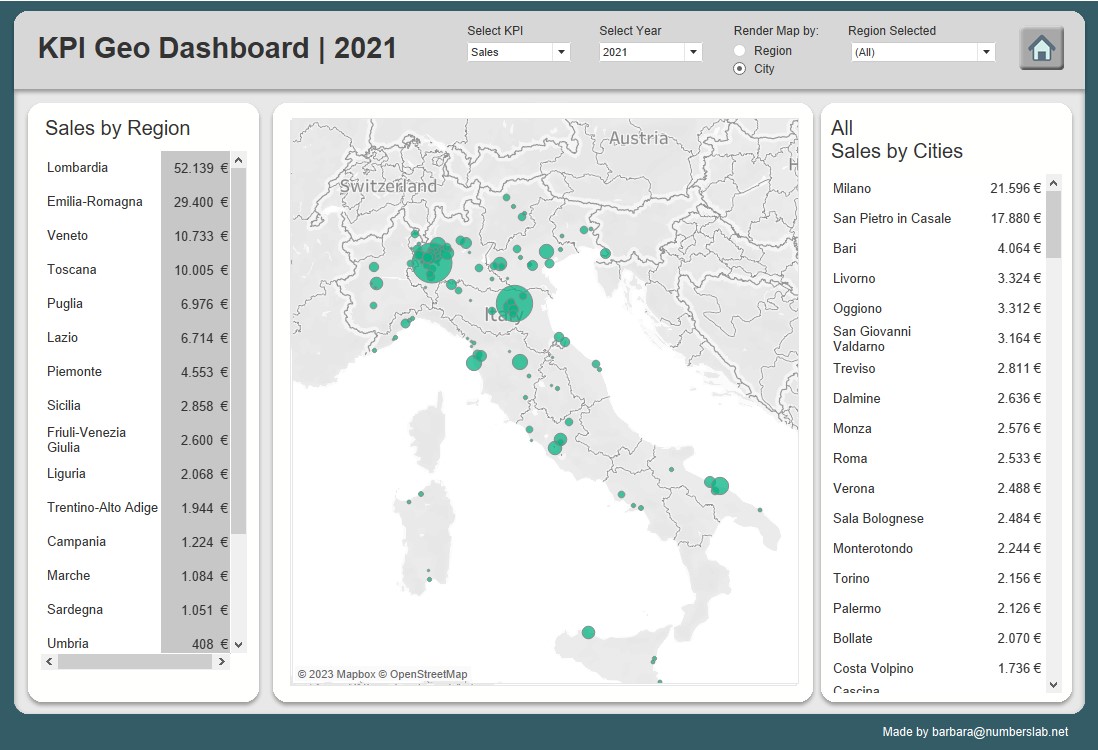 KPI Geo Dashboard | 2021
Select KPI
Sales
Select Year
2021
Render Map by:
Region
City
Region Selected
(All)
Sales by Region
Lombardia 52.139 €
Emilia-Romagna 29.400 €
Veneto 10.733 €
Toscana 10.005 €
Puglia 6.976 €
Lazio 6.714 €
Piemonte 4.553 €
Sicilia 2.858 €
Friuli-Venezia
Giulia 2.600 €
Liguria 2.068 €
Trentino-Alto Adige 1.944 €
Campania 1.224 €
Marche 1.084 €
Sardegna 1.051 €
Umbria 408 €
Austria
Switzerland
H
Italy
© 2023 Mapbox © OpenStreetMap
All
Sales by Cities
Milano 21.596 €
San Pietro in Casale 17.880 €
Bari 4.064 €
Livorno 3.324 €
Oggiono 3.312 €
San Giovanni
Valdarno 3.164 €
Treviso 2.811 €
Dalmine 2.636 €
Monza 2.576 €
Roma 2.533 €
Verona 2.488 €
Sala Bolognese 2.484 €
Monterotondo 2.244 €
Torino 2.156 €
Palermo 2.126 €
Bollate 2.070 €
Costa Volpino 1.736 €
Cascina
Made by barbara@numberslab.net